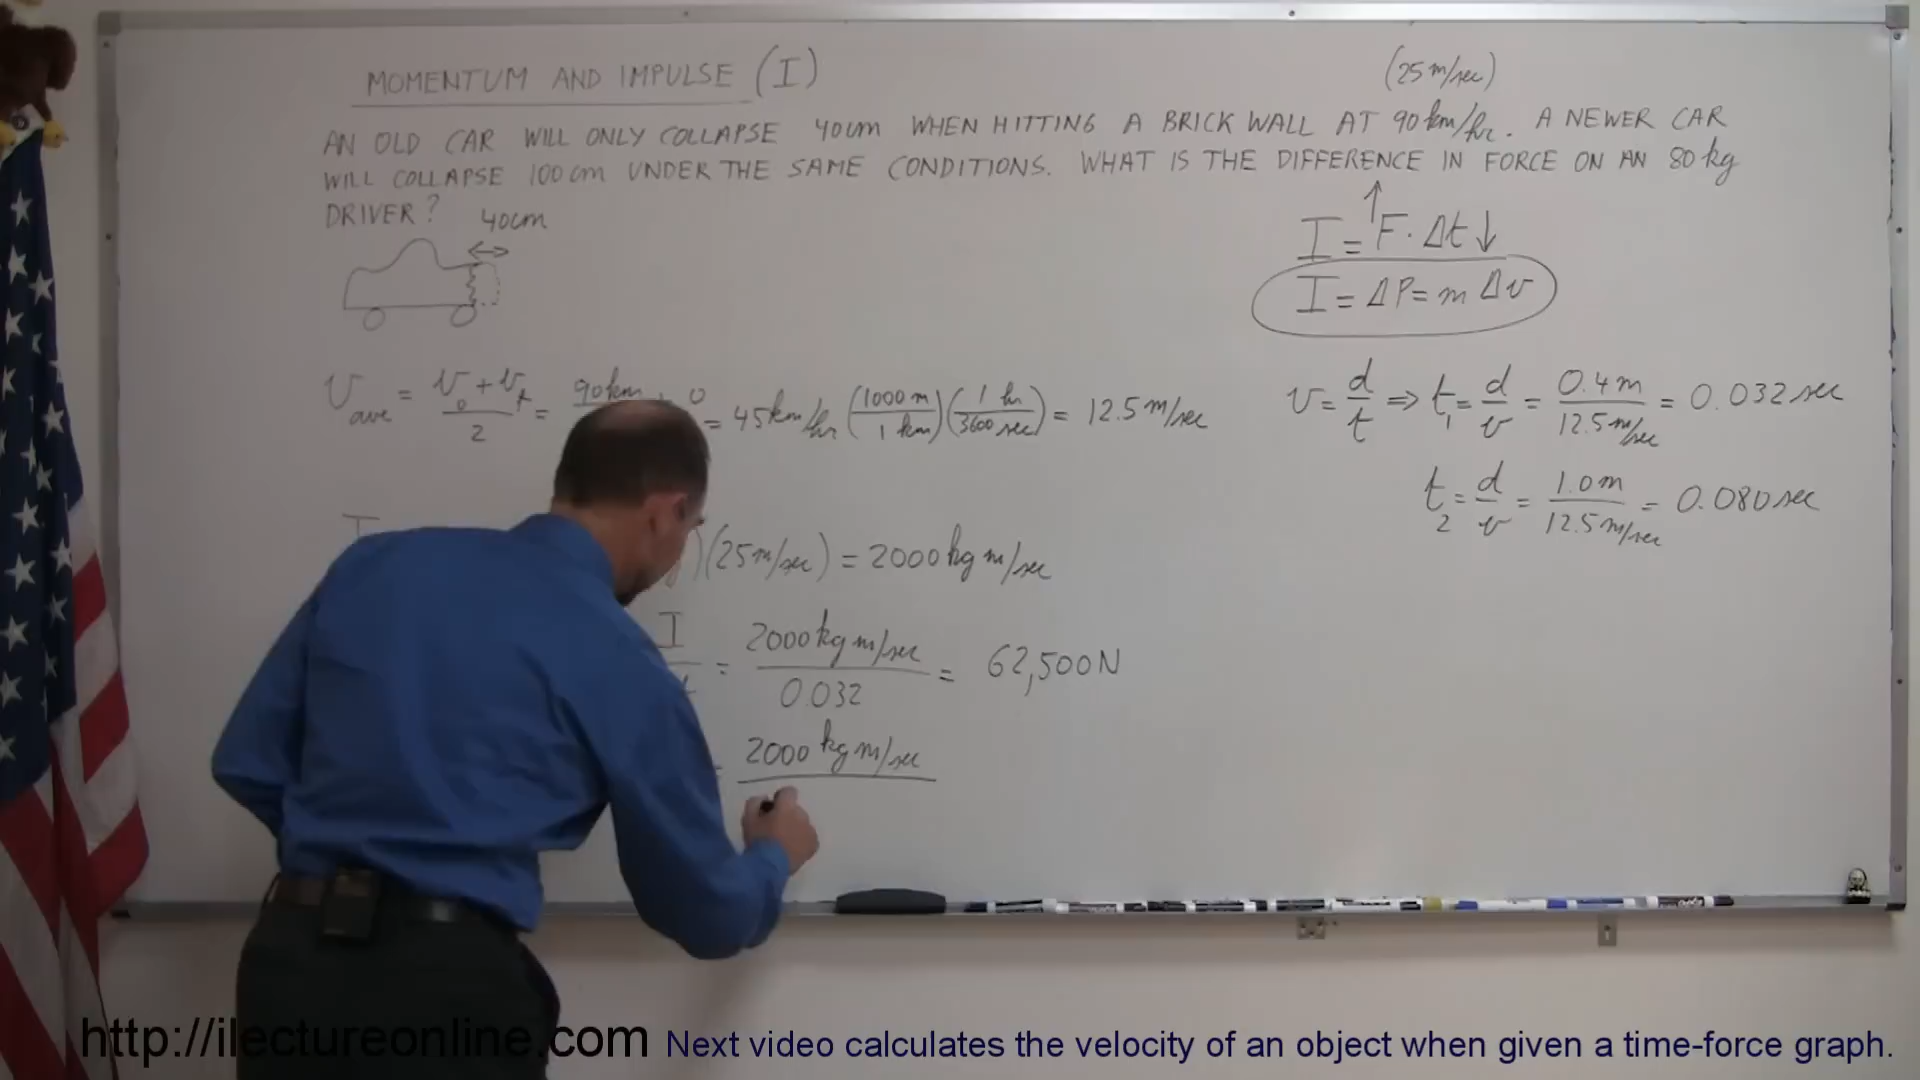 MOMENTUM AND IMPULSE (I)
(25 m/sec)
AN OLD CAR WILL ONLY COLLAPSE 40cm WHEN HITTING A BRICK WALL AT 90 km/hr. A NEWER CAR
WILL COLLAPSE 100 cm UNDER THE SAME CONDITIONS. WHAT IS THE DIFFERENCE IN FORCE ON AN 80 kg
DRIVER?
40cm
I = F↑ · Δt↓
I = ΔP = m Δv
v_ave = (v₀ + v_f)/2 = 90km 0 = 45 km/hr (1000 m/1 km)(1 hr/3600 sec) = 12.5 m/sec
v = d/t ⇒ t₁ = d/v = 0.4 m/12.5 m/sec = 0.032 sec
t₂ = d/v = 1.0 m/12.5 m/sec = 0.080 sec
)(25 m/sec) = 2000 kg m/sec
I = 2000 kg m/sec/0.032 = 62,500 N
2000 kg m/sec
http://ilectureonline.com Next video calculates the velocity of an object when given a time-force graph.